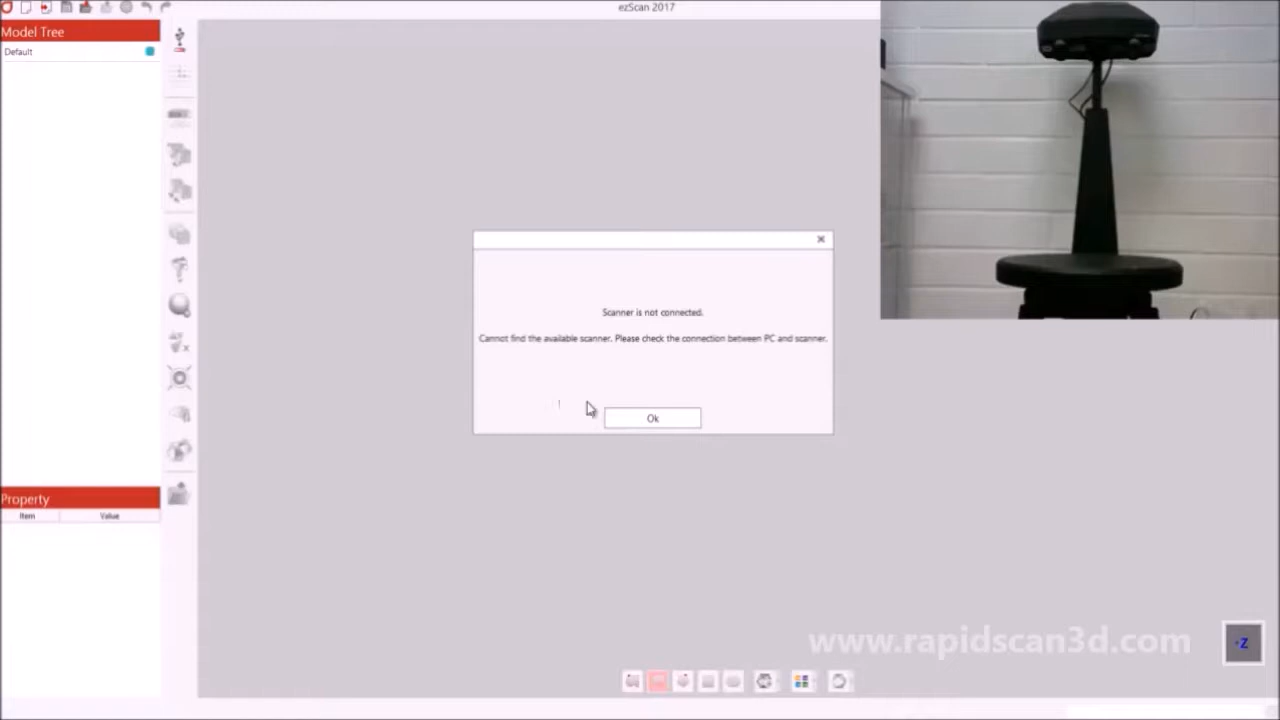 ezScan 2017
Model Tree
Default
Scanner is not connected.
Cannot find the available scanner. Please check the connection between PC and scanner.
Ok
Property
Item Value
www.rapidscan3d.com
-Z